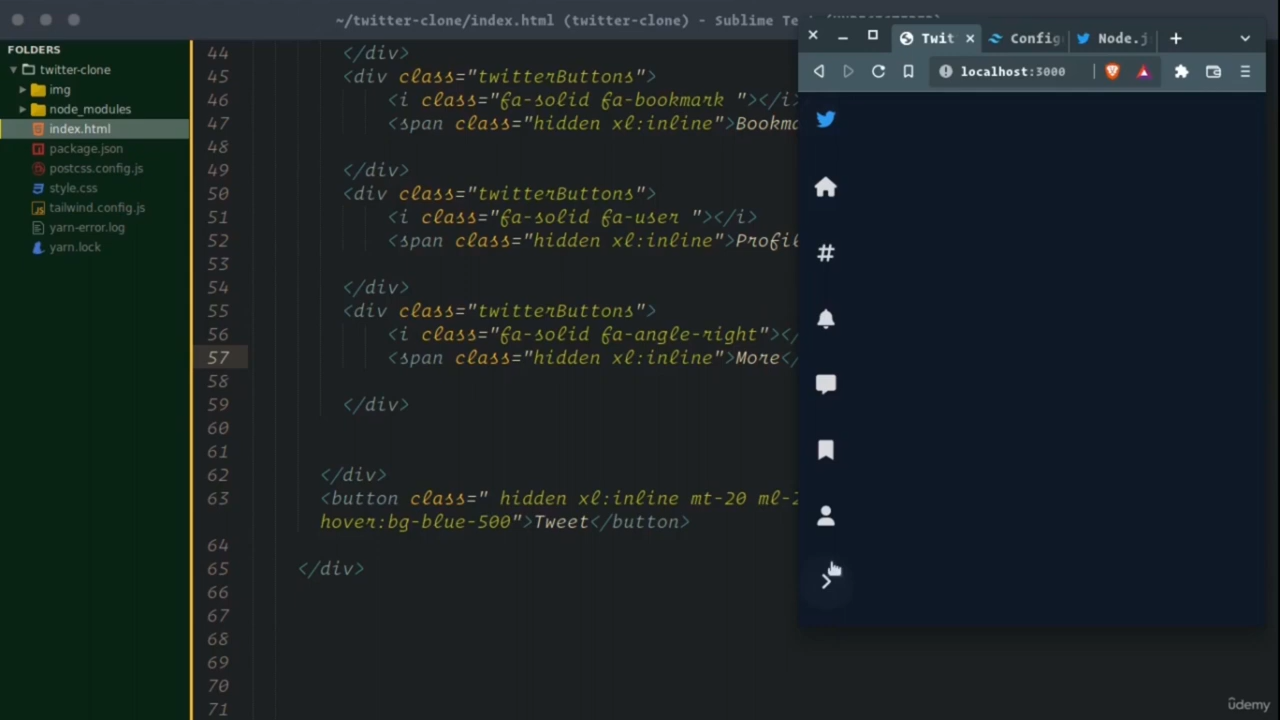 ~/twitter-clone/index.html (twitter-clone) - Sublime Te
FOLDERS
twitter-clone
img
node_modules
index.html
package.json
postcss.config.js
style.css
tailwind.config.js
yarn-error.log
yarn.lock
44 </div>
45 <div class="twitterButtons">
46 <i class="fa-solid fa-bookmark "></i>
47 <span class="hidden xl:inline">Bookma
48
49 </div>
50 <div class="twitterButtons">
51 <i class="fa-solid fa-user "></i>
52 <span class="hidden xl:inline">Profil
53
54 </div>
55 <div class="twitterButtons">
56 <i class="fa-solid fa-angle-right"></
57 <span class="hidden xl:inline">More</
58
59 </div>
60
61
62 </div>
63 <button class=" hidden xl:inline mt-20 ml-2
hover:bg-blue-500">Tweet</button>
64
65 </div>
66
67
68
69
70
71
Twit
Config
Node.j
localhost:3000
ûdemy